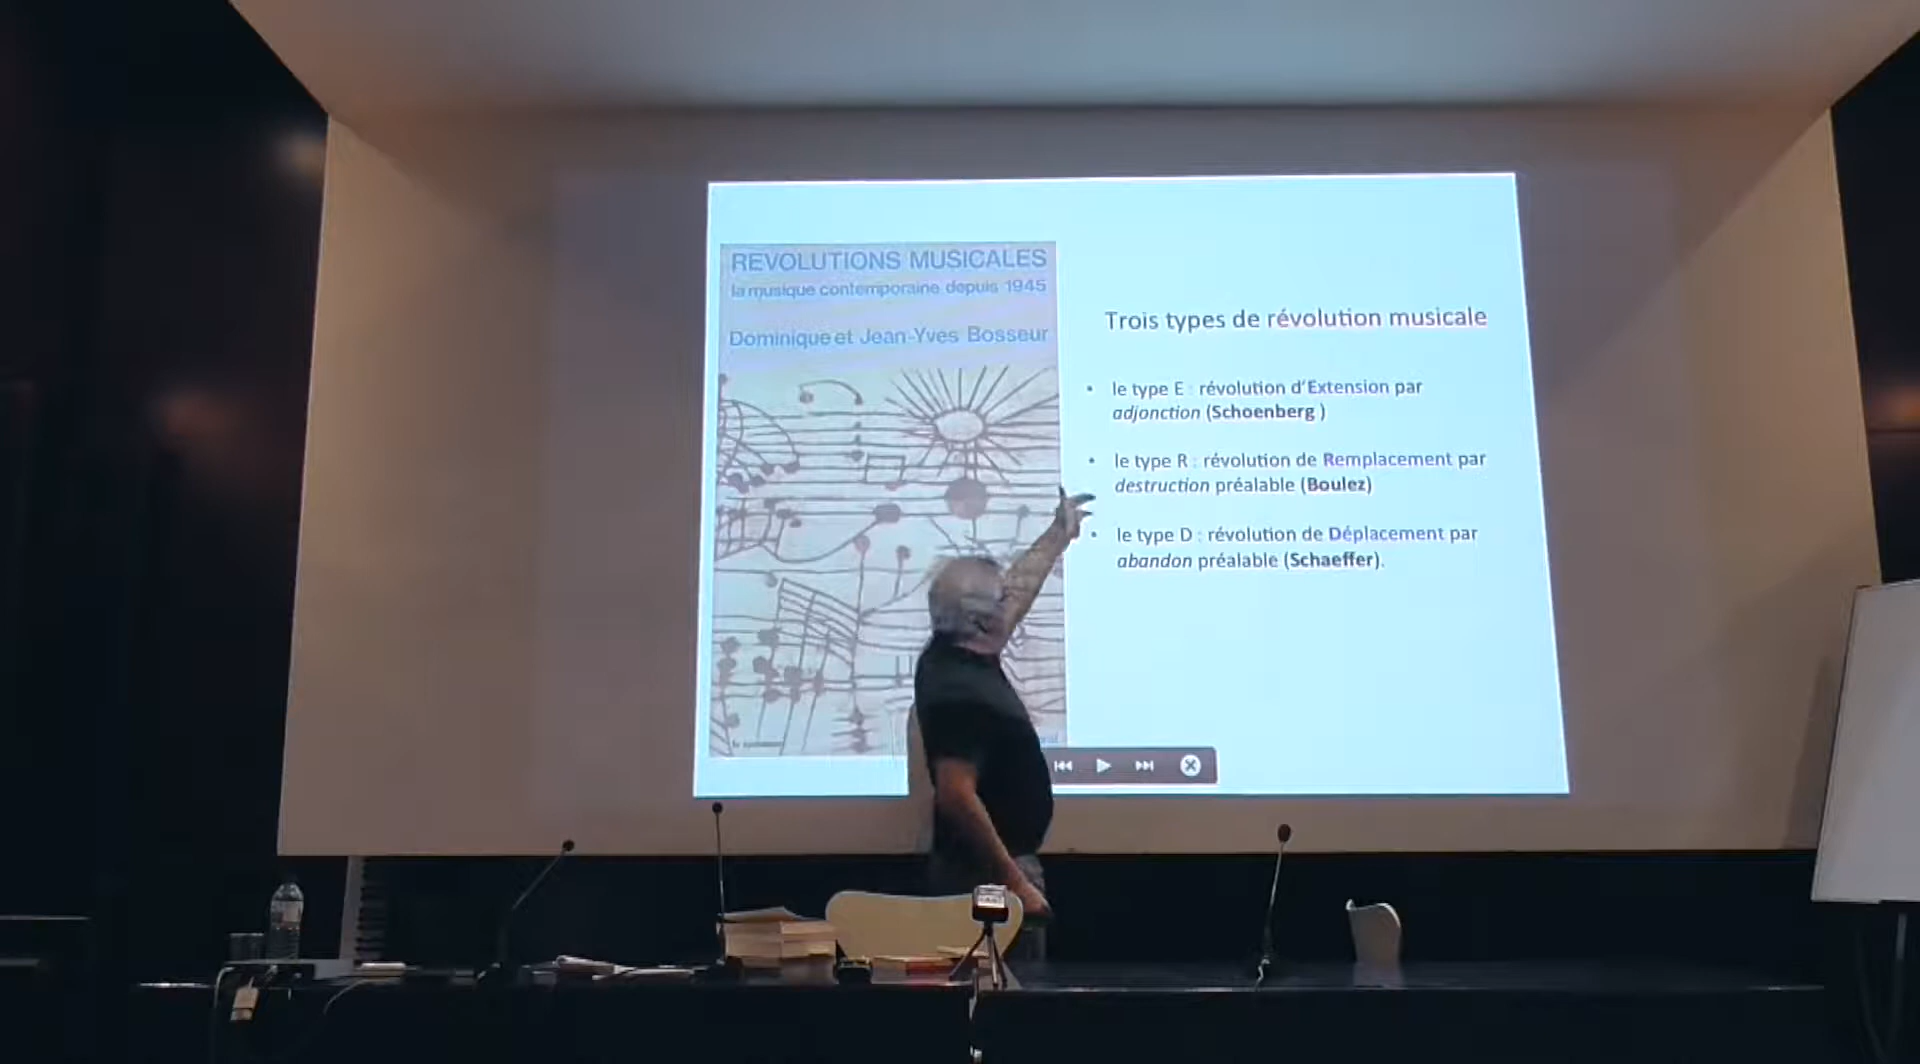 REVOLUTIONS MUSICALES
la musique contemporaine depuis 1945
Dominique et Jean-Yves Bosseur
Trois types de révolution musicale
• le type E : révolution d'Extension par
adjonction (Schoenberg )
• le type R : révolution de Remplacement par
destruction préalable (Boulez)
• le type D : révolution de Déplacement par
abandon préalable (Schaeffer).